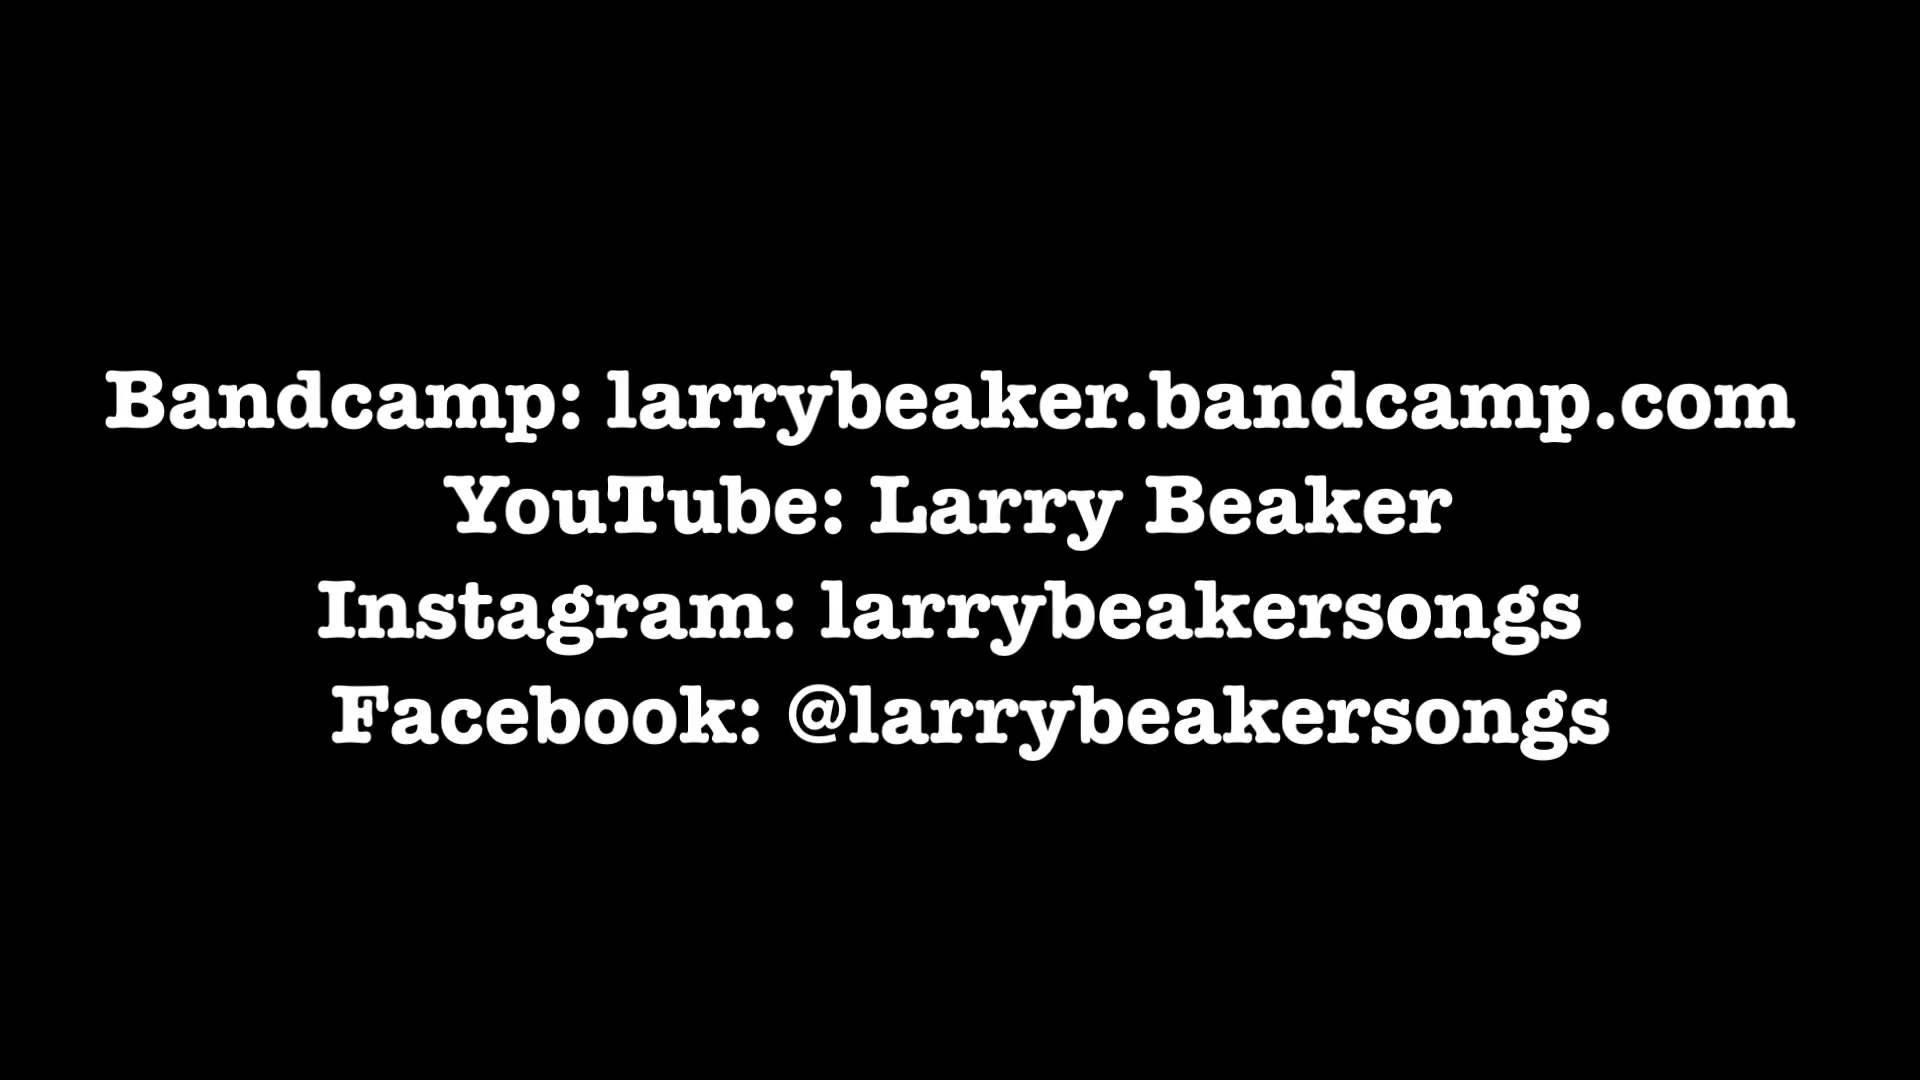 Bandcamp: larrybeaker.bandcamp.com
YouTube: Larry Beaker
Instagram: larrybeakersongs
Facebook: @larrybeakersongs